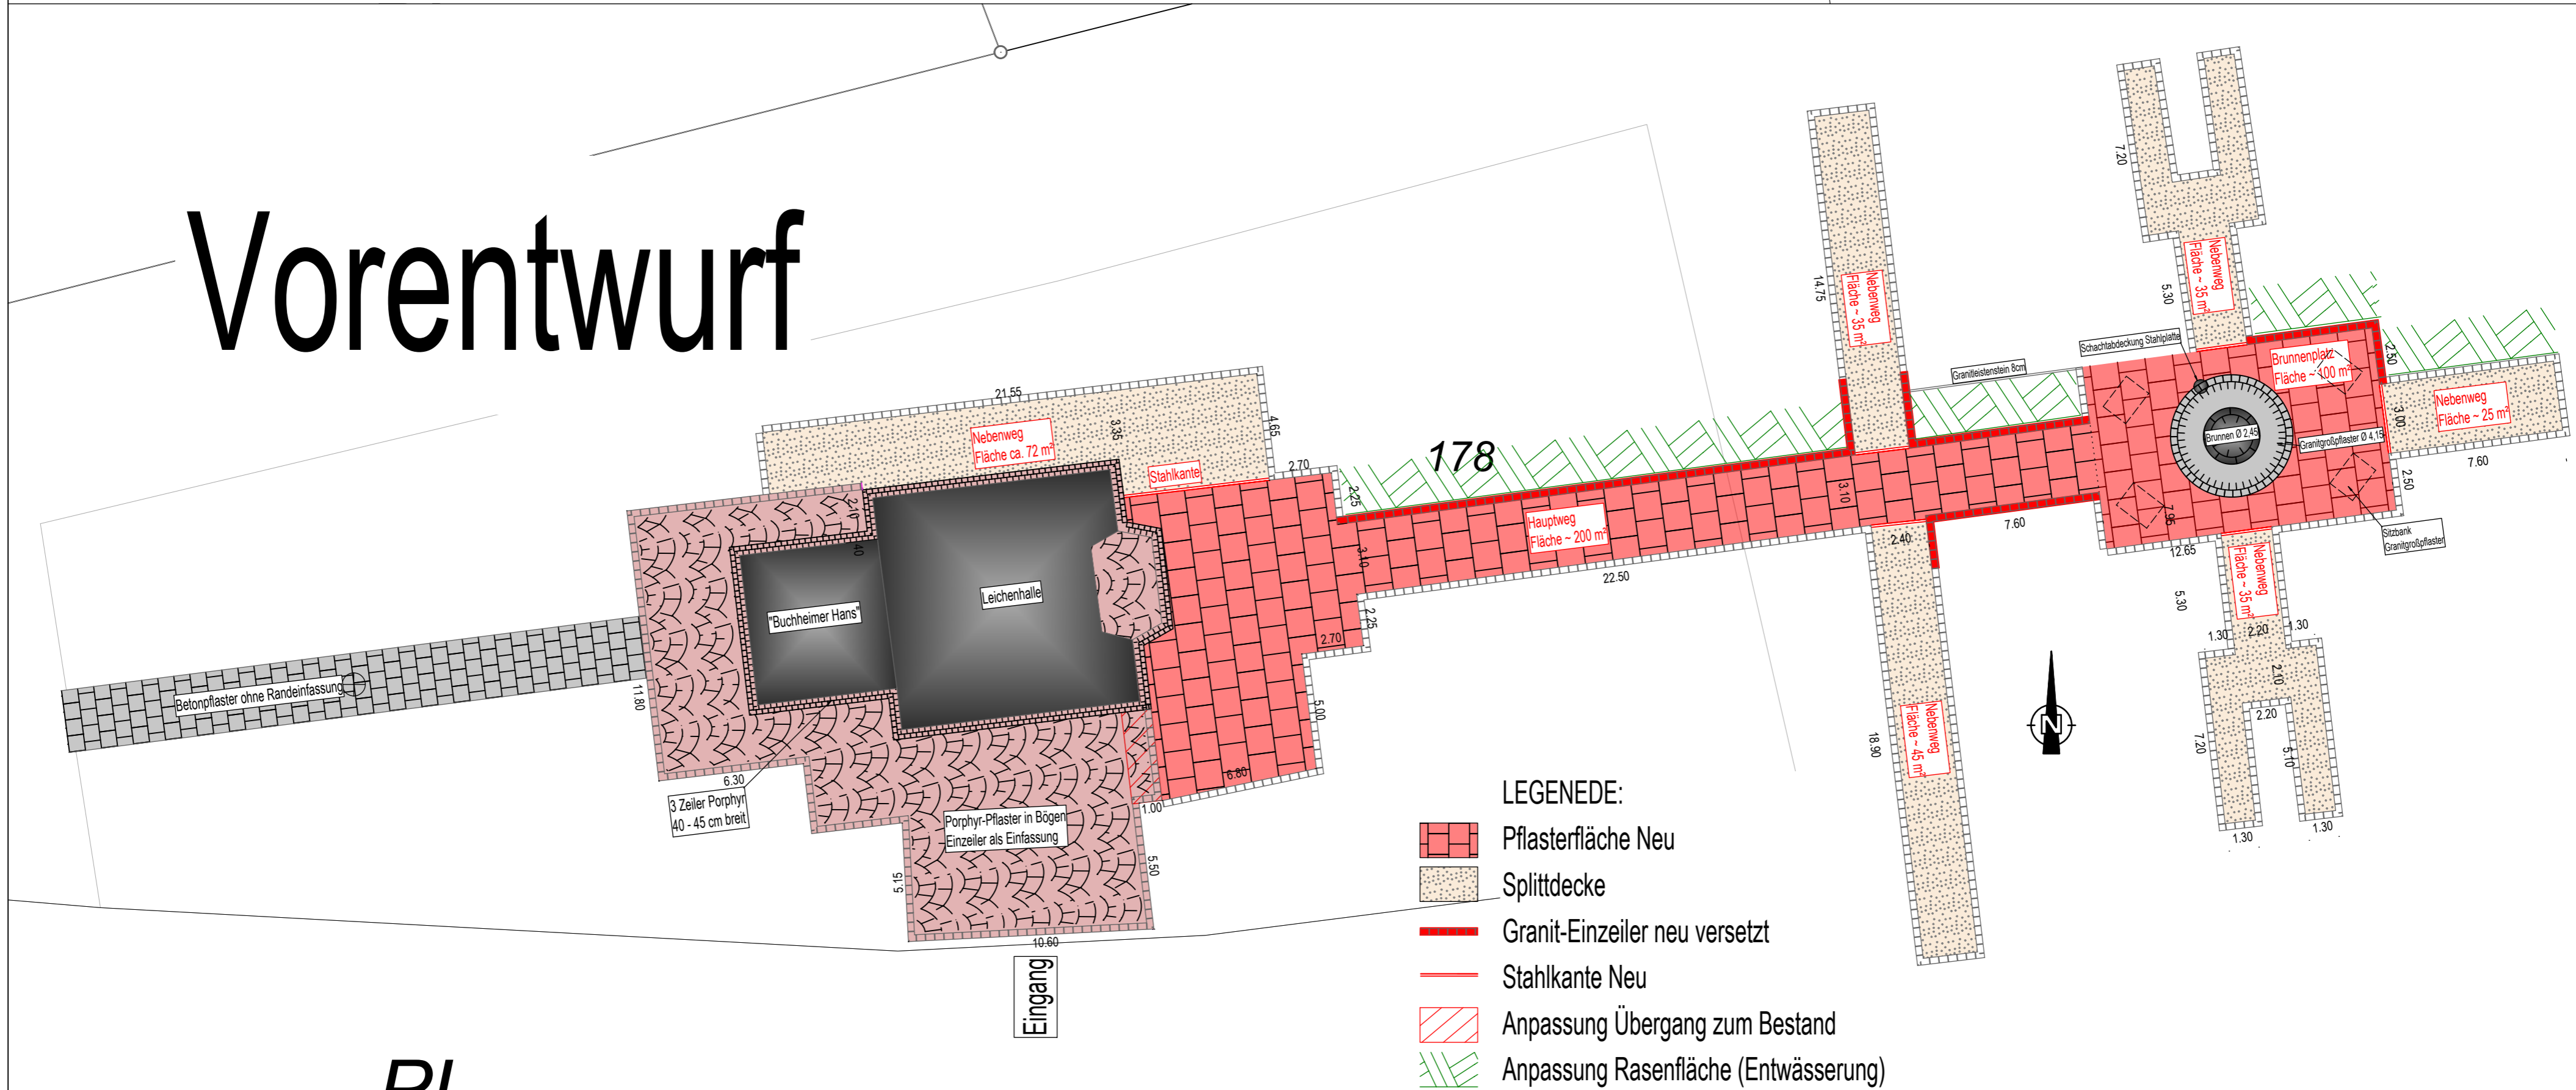 Vorentwurf
21.55
Nebenweg
Fläche ca. 72 m²
3.35
4.65
Stahlkante
2.70
2.25
178
2.10
40
"Buchheimer Hans"
Leichenhalle
Betonpflaster ohne Randeinfassung
11.80
6.30
3 Zeiler Porphyr
40 - 45 cm breit
Porphyr-Pflaster in Bögen
Einzeiler als Einfassung
5.15
5.50
10.60
1.00
6.80
5.00
2.70
2.25
3.10
Hauptweg
Fläche ~ 200 m²
22.50
Eingang
14.75
Nebenweg
Fläche ~ 35 m²
3.10
Granitleistenstein 8cm
2.40
7.60
18.90
Nebenweg
Fläche ~ 45 m²
7.20
5.30
Nebenweg
Fläche ~ 35 m²
Schachtabdeckung Stahlplatte
Brunnenplatz
Fläche ~ 100 m²
2.50
Brunnen Ø 2,45
Granitgroßpflaster Ø 4,15
3.00
Nebenweg
Fläche ~ 25 m²
7.60
2.50
7.95
12.65
Sitzbank
Granitgroßpflaster
Nebenweg
Fläche ~ 35 m²
5.30
1.30
2.20
1.30
2.10
2.20
7.20
5.10
1.30
1.30
N
LEGENEDE:
Pflasterfläche Neu
Splittdecke
Granit-Einzeiler neu versetzt
Stahlkante Neu
Anpassung Übergang zum Bestand
Anpassung Rasenfläche (Entwässerung)